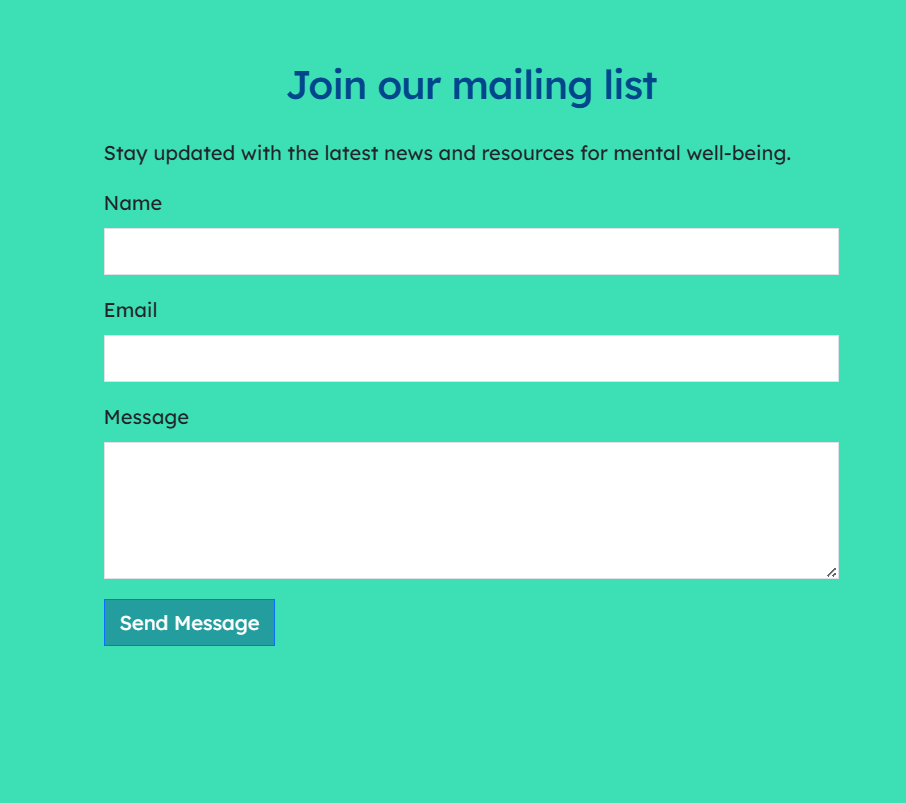 Join our mailing list
Stay updated with the latest news and resources for mental well-being.
Name
Email
Message
Send Message